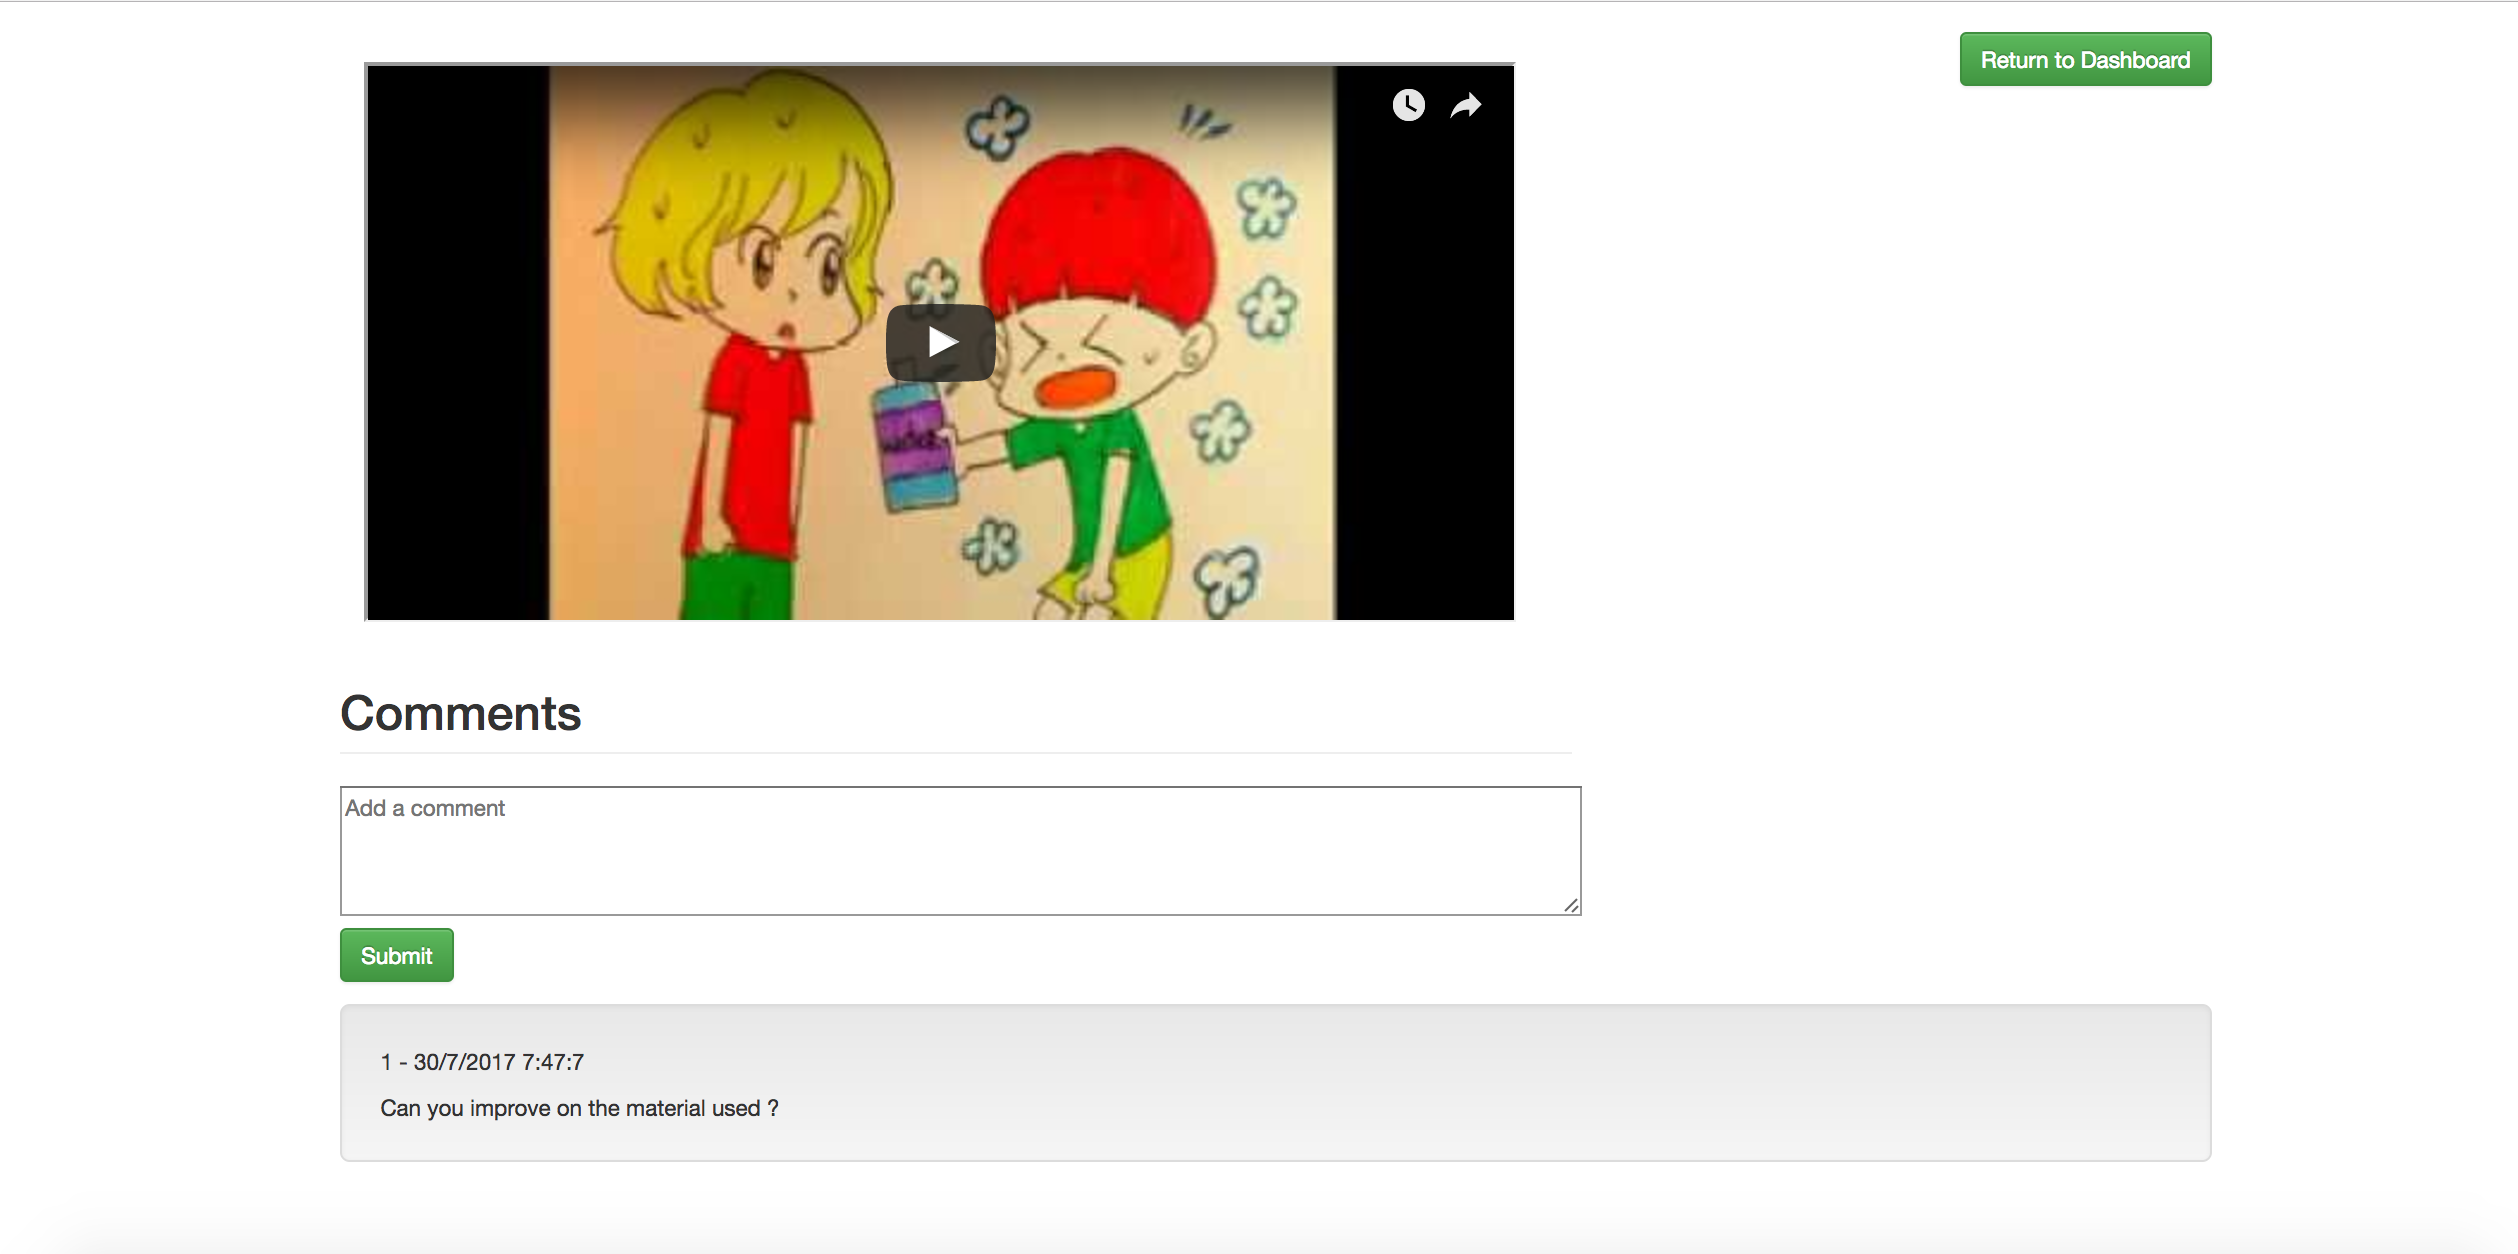 Return to Dashboard
Comments
Add a comment
Submit
1 - 30/7/2017 7:47:7
Can you improve on the material used ?